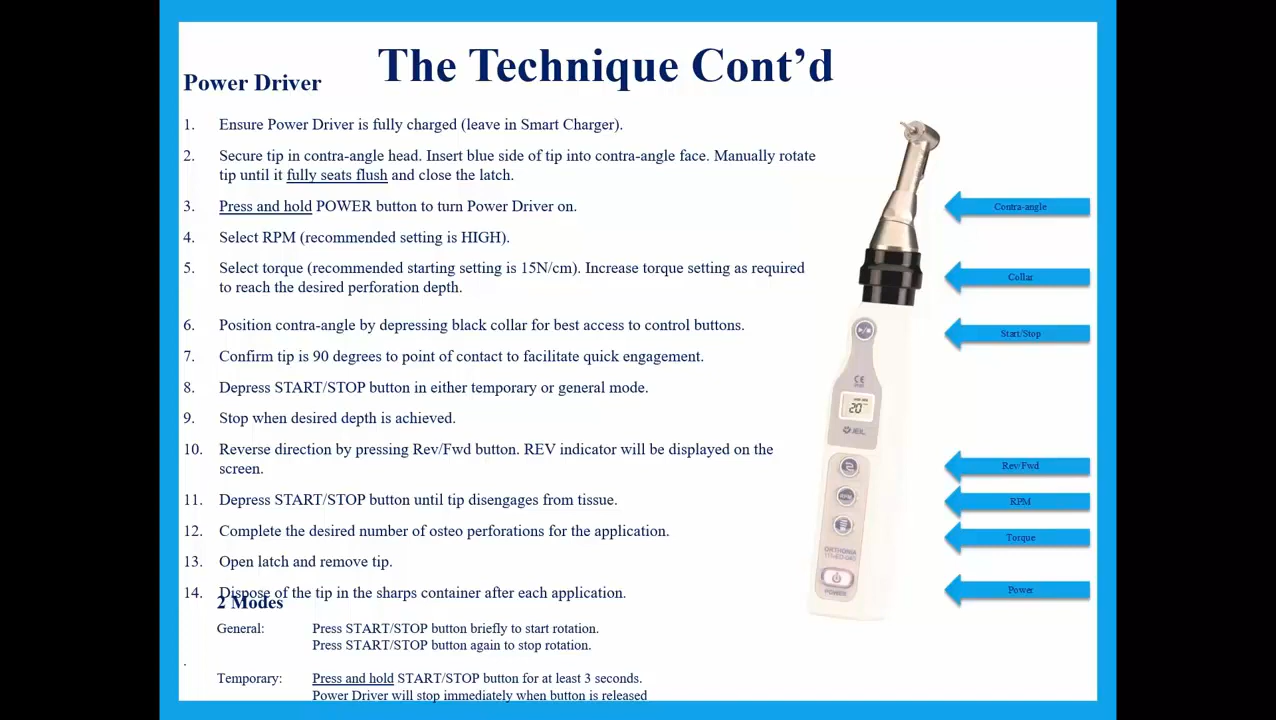 The Technique Cont’d
Power Driver
1. Ensure Power Driver is fully charged (leave in Smart Charger).
2. Secure tip in contra-angle head. Insert blue side of tip into contra-angle face. Manually rotate
tip until it fully seats flush and close the latch.
3. Press and hold POWER button to turn Power Driver on.
4. Select RPM (recommended setting is HIGH).
5. Select torque (recommended starting setting is 15N/cm). Increase torque setting as required
to reach the desired perforation depth.
6. Position contra-angle by depressing black collar for best access to control buttons.
7. Confirm tip is 90 degrees to point of contact to facilitate quick engagement.
8. Depress START/STOP button in either temporary or general mode.
9. Stop when desired depth is achieved.
10. Reverse direction by pressing Rev/Fwd button. REV indicator will be displayed on the
screen.
11. Depress START/STOP button until tip disengages from tissue.
12. Complete the desired number of osteo perforations for the application.
13. Open latch and remove tip.
14. Dispose of the tip in the sharps container after each application.
2 Modes
General: Press START/STOP button briefly to start rotation.
Press START/STOP button again to stop rotation.
.
Temporary: Press and hold START/STOP button for at least 3 seconds.
Power Driver will stop immediately when button is released
Contra-angle
Collar
Start/Stop
Rev/Fwd
RPM
Torque
Power
CE
20
JEIL
RPM
ORTHONIA
POWER